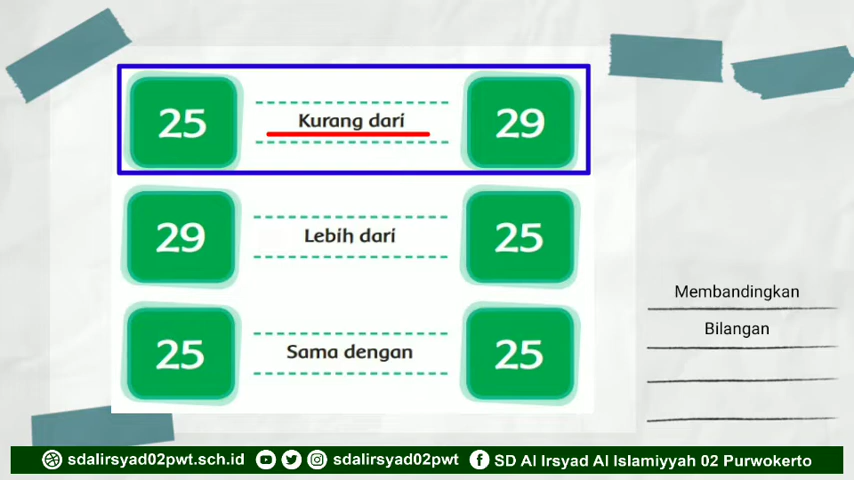 25 Kurang dari 29
29 Lebih dari 25
25 Sama dengan 25
Membandingkan
Bilangan
sdalirsyad02pwt.sch.id sdalirsyad02pwt SD Al Irsyad Al Islamiyyah 02 Purwokerto